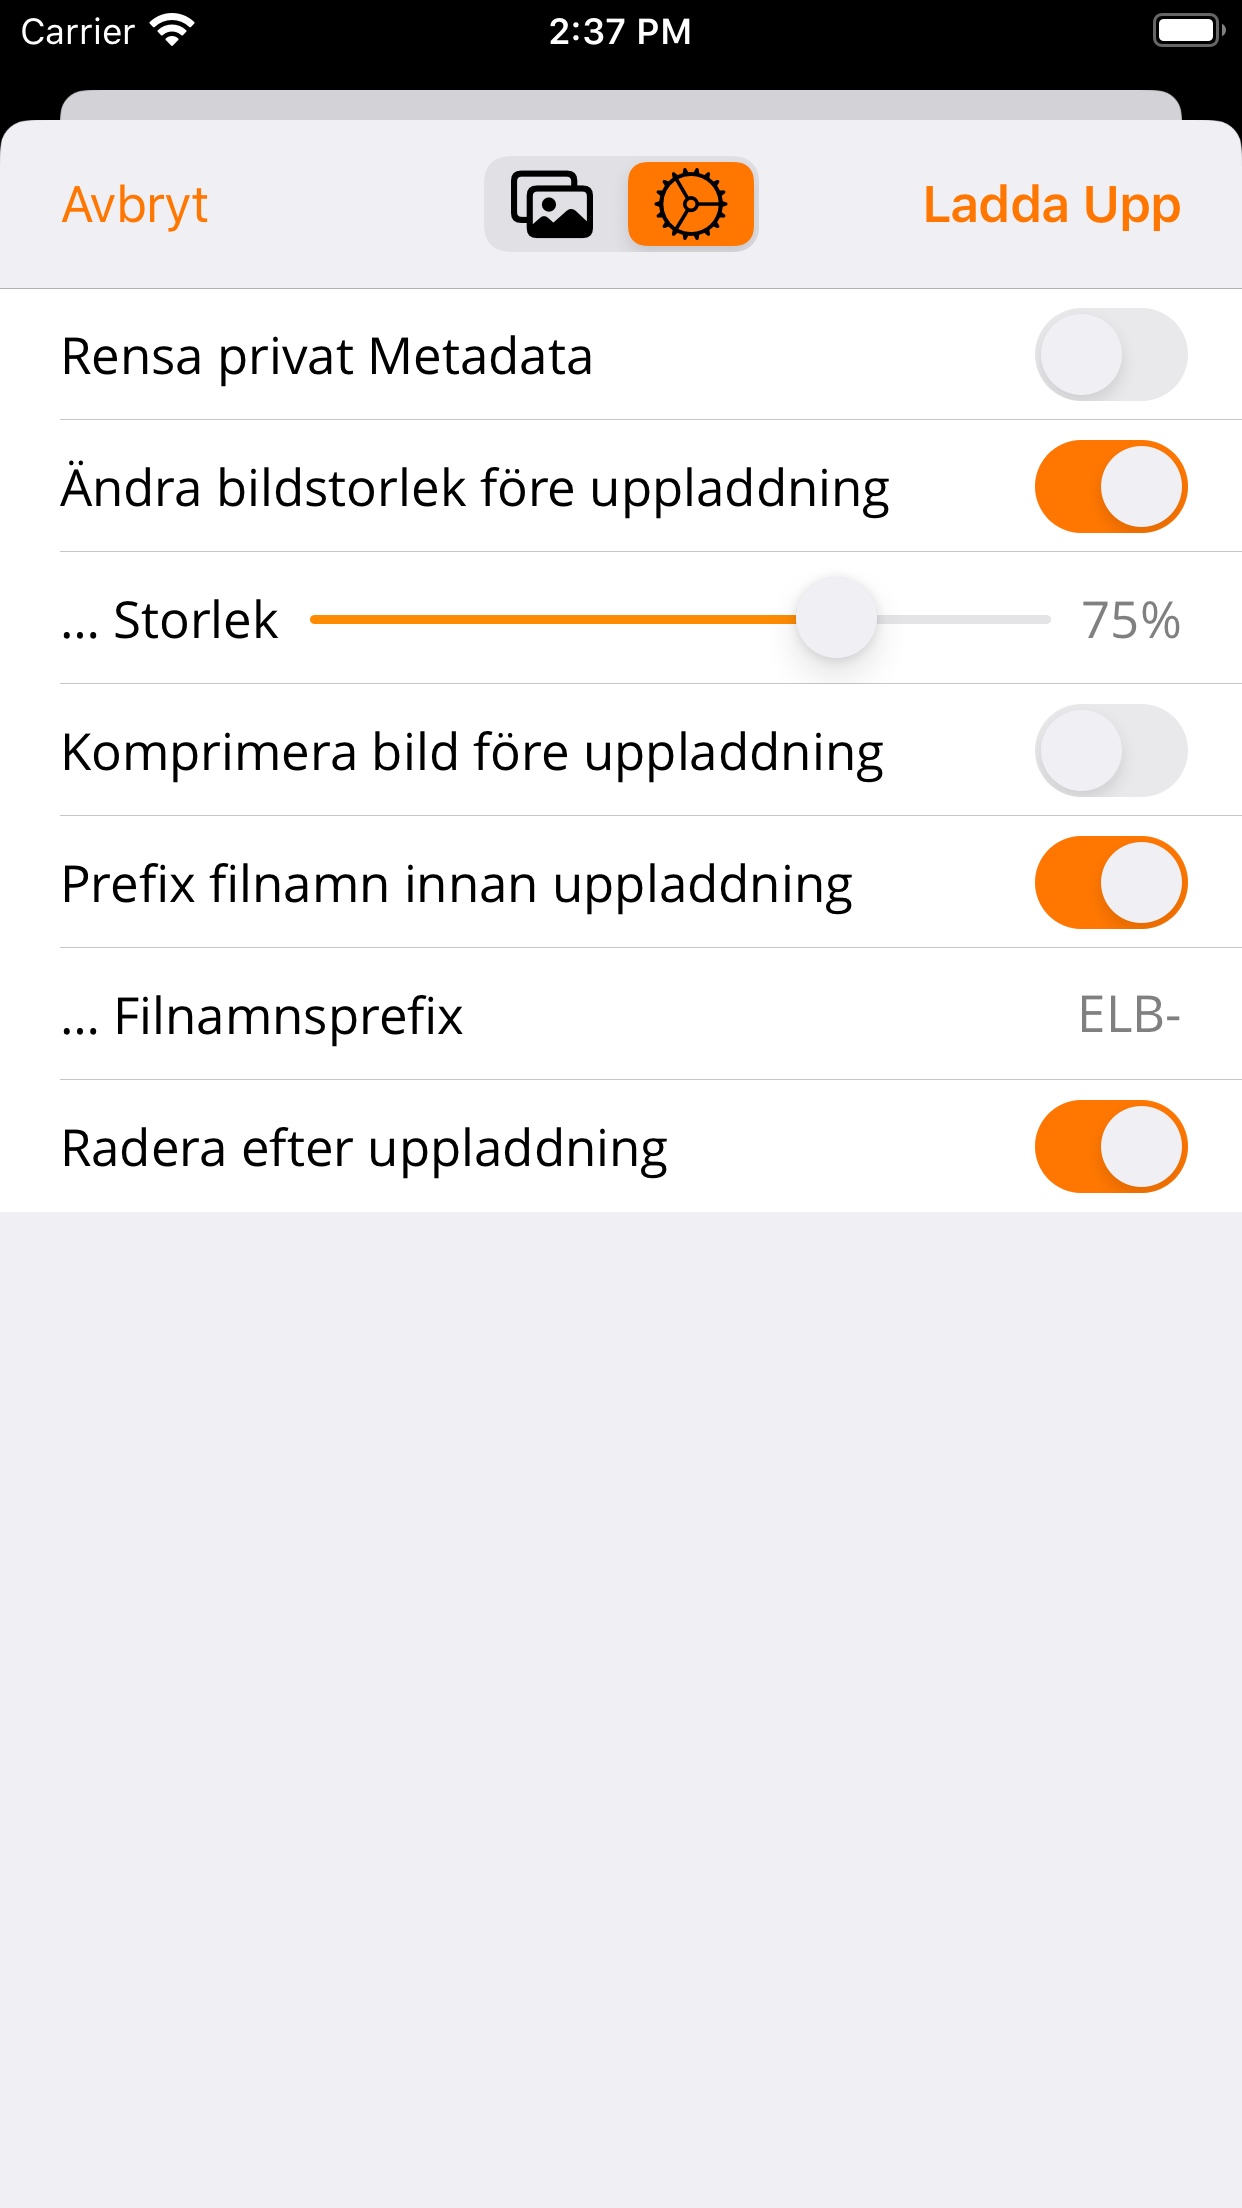 Carrier 2:37 PM
Avbryt Ladda Upp
Rensa privat Metadata
Ändra bildstorlek före uppladdning
... Storlek 75%
Komprimera bild före uppladdning
Prefix filnamn innan uppladdning
... Filnamnsprefix ELB-
Radera efter uppladdning